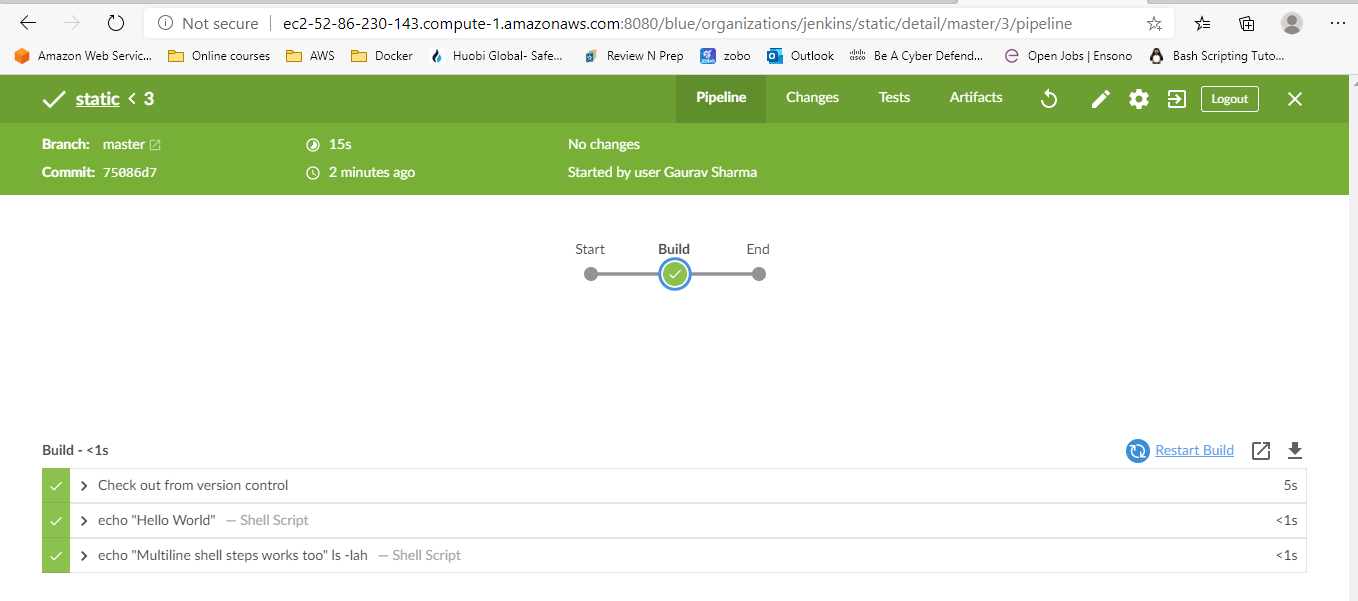 Not secure | ec2-52-86-230-143.compute-1.amazonaws.com:8080/blue/organizations/jenkins/static/detail/master/3/pipeline
Amazon Web Servic... Online courses AWS Docker Huobi Global- Safe... Review N Prep zobo Outlook Be A Cyber Defend... Open Jobs | Ensono Bash Scripting Tuto...
static < 3 Pipeline Changes Tests Artifacts Logout
Branch: master 15s No changes
Commit: 75086d7 2 minutes ago Started by user Gaurav Sharma
Start Build End
Build - <1s Restart Build
Check out from version control 5s
echo "Hello World" — Shell Script <1s
echo "Multiline shell steps works too" ls -lah — Shell Script <1s